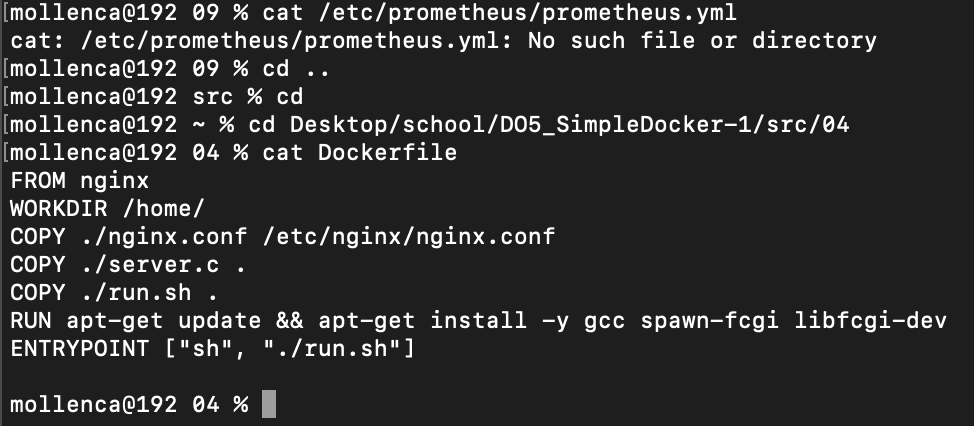 [mollenca@192 09 % cat /etc/prometheus/prometheus.yml
cat: /etc/prometheus/prometheus.yml: No such file or directory
[mollenca@192 09 % cd ..
[mollenca@192 src % cd
[mollenca@192 ~ % cd Desktop/school/DO5_SimpleDocker-1/src/04
[mollenca@192 04 % cat Dockerfile
FROM nginx
WORKDIR /home/
COPY ./nginx.conf /etc/nginx/nginx.conf
COPY ./server.c .
COPY ./run.sh .
RUN apt-get update && apt-get install -y gcc spawn-fcgi libfcgi-dev
ENTRYPOINT ["sh", "./run.sh"]
mollenca@192 04 %